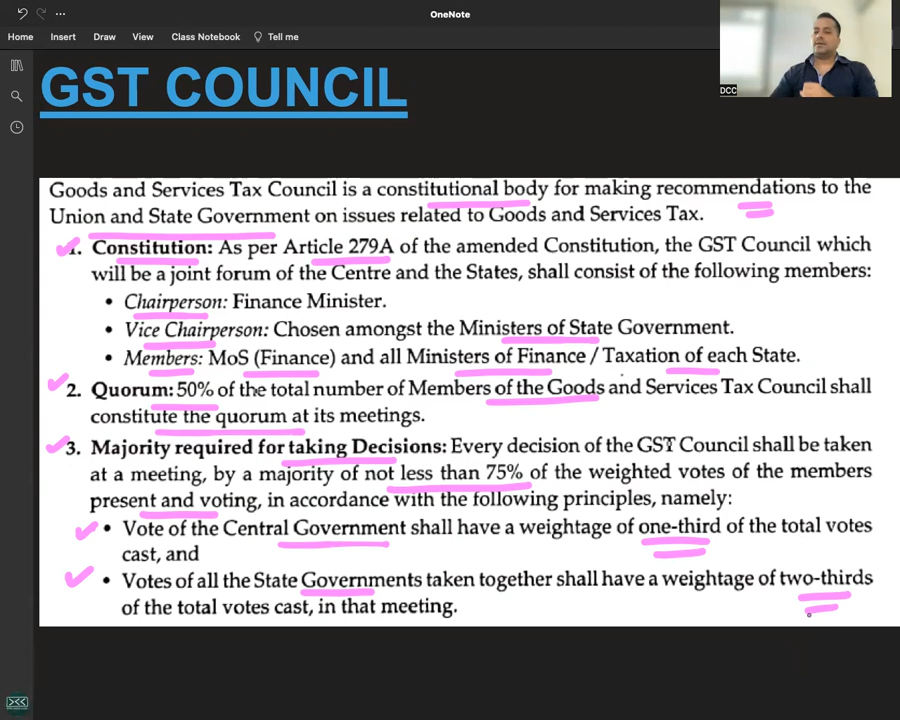 OneNote
Home Insert Draw View Class Notebook Tell me
DCC
GST COUNCIL
Goods and Services Tax Council is a constitutional body for making recommendations to the
Union and State Government on issues related to Goods and Services Tax.
1. Constitution: As per Article 279A of the amended Constitution, the GST Council which
will be a joint forum of the Centre and the States, shall consist of the following members:
• Chairperson: Finance Minister.
• Vice Chairperson: Chosen amongst the Ministers of State Government.
• Members: MoS (Finance) and all Ministers of Finance / Taxation of each State.
2. Quorum: 50% of the total number of Members of the Goods and Services Tax Council shall
constitute the quorum at its meetings.
3. Majority required for taking Decisions: Every decision of the GST Council shall be taken
at a meeting, by a majority of not less than 75% of the weighted votes of the members
present and voting, in accordance with the following principles, namely:
• Vote of the Central Government shall have a weightage of one-third of the total votes
cast, and
• Votes of all the State Governments taken together shall have a weightage of two-thirds
of the total votes cast, in that meeting.